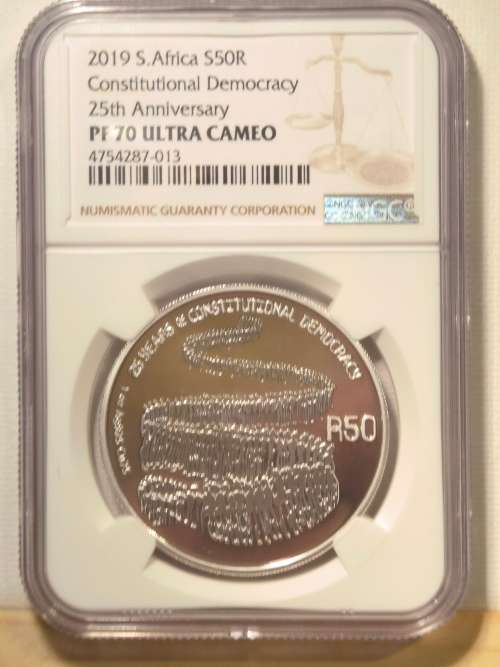 2019 S.Africa S50R
Constitutional Democracy
25th Anniversary
PF 70 ULTRA CAMEO
4754287-013
NUMISMATIC GUARANTY CORPORATION
NGC
25 YEARS of CONSTITUTIONAL DEMOCRACY
R50